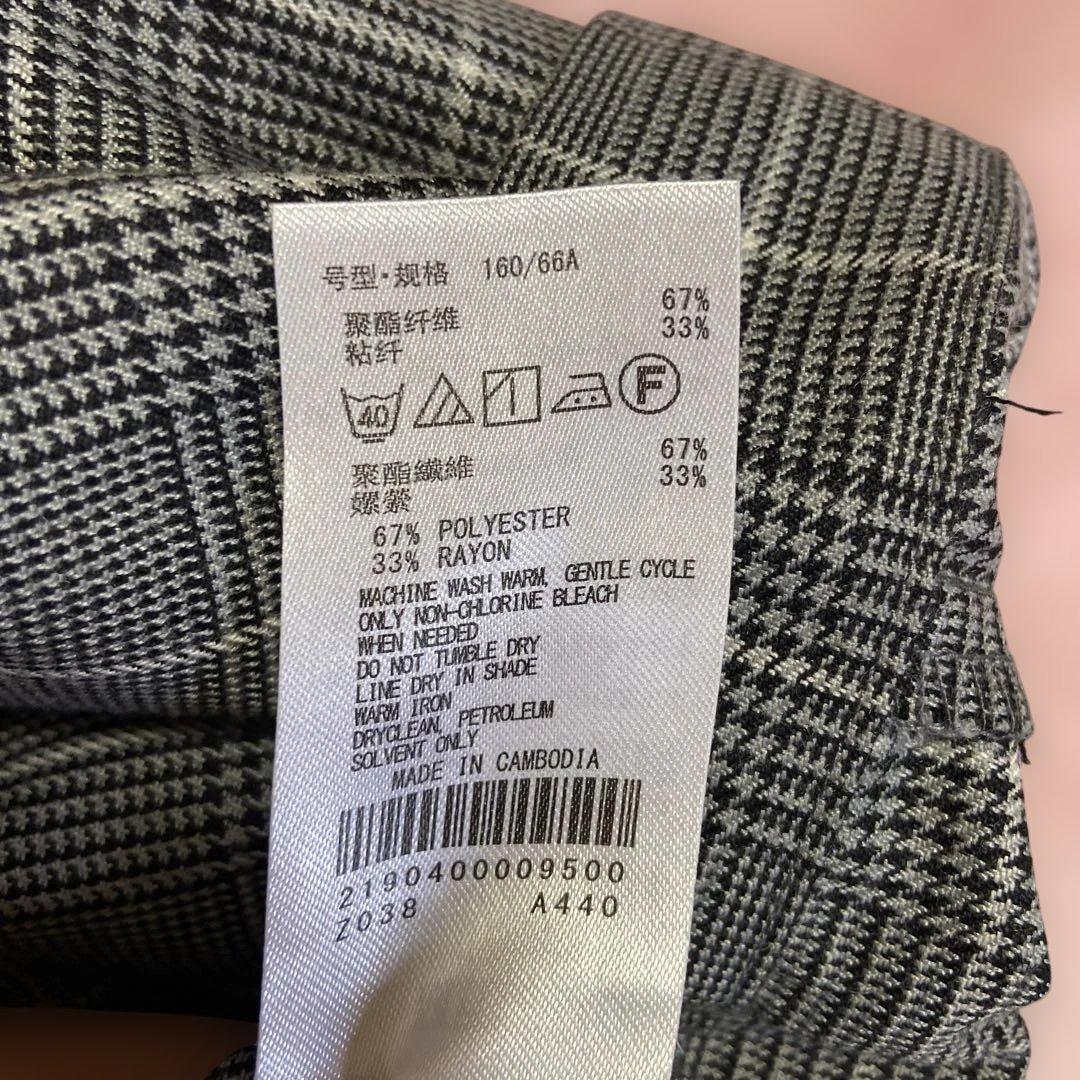 号型·规格 160/66A
聚酯纤维 67%
粘纤 33%
40 F
聚酯纖維 67%
嫘縈 33%
67% POLYESTER
33% RAYON
MACHINE WASH WARM, GENTLE CYCLE
ONLY NON-CHLORINE BLEACH
WHEN NEEDED
DO NOT TUMBLE DRY
LINE DRY IN SHADE
WARM IRON
DRYCLEAN, PETROLEUM
SOLVENT ONLY
MADE IN CAMBODIA
2190400009500
Z038 A440